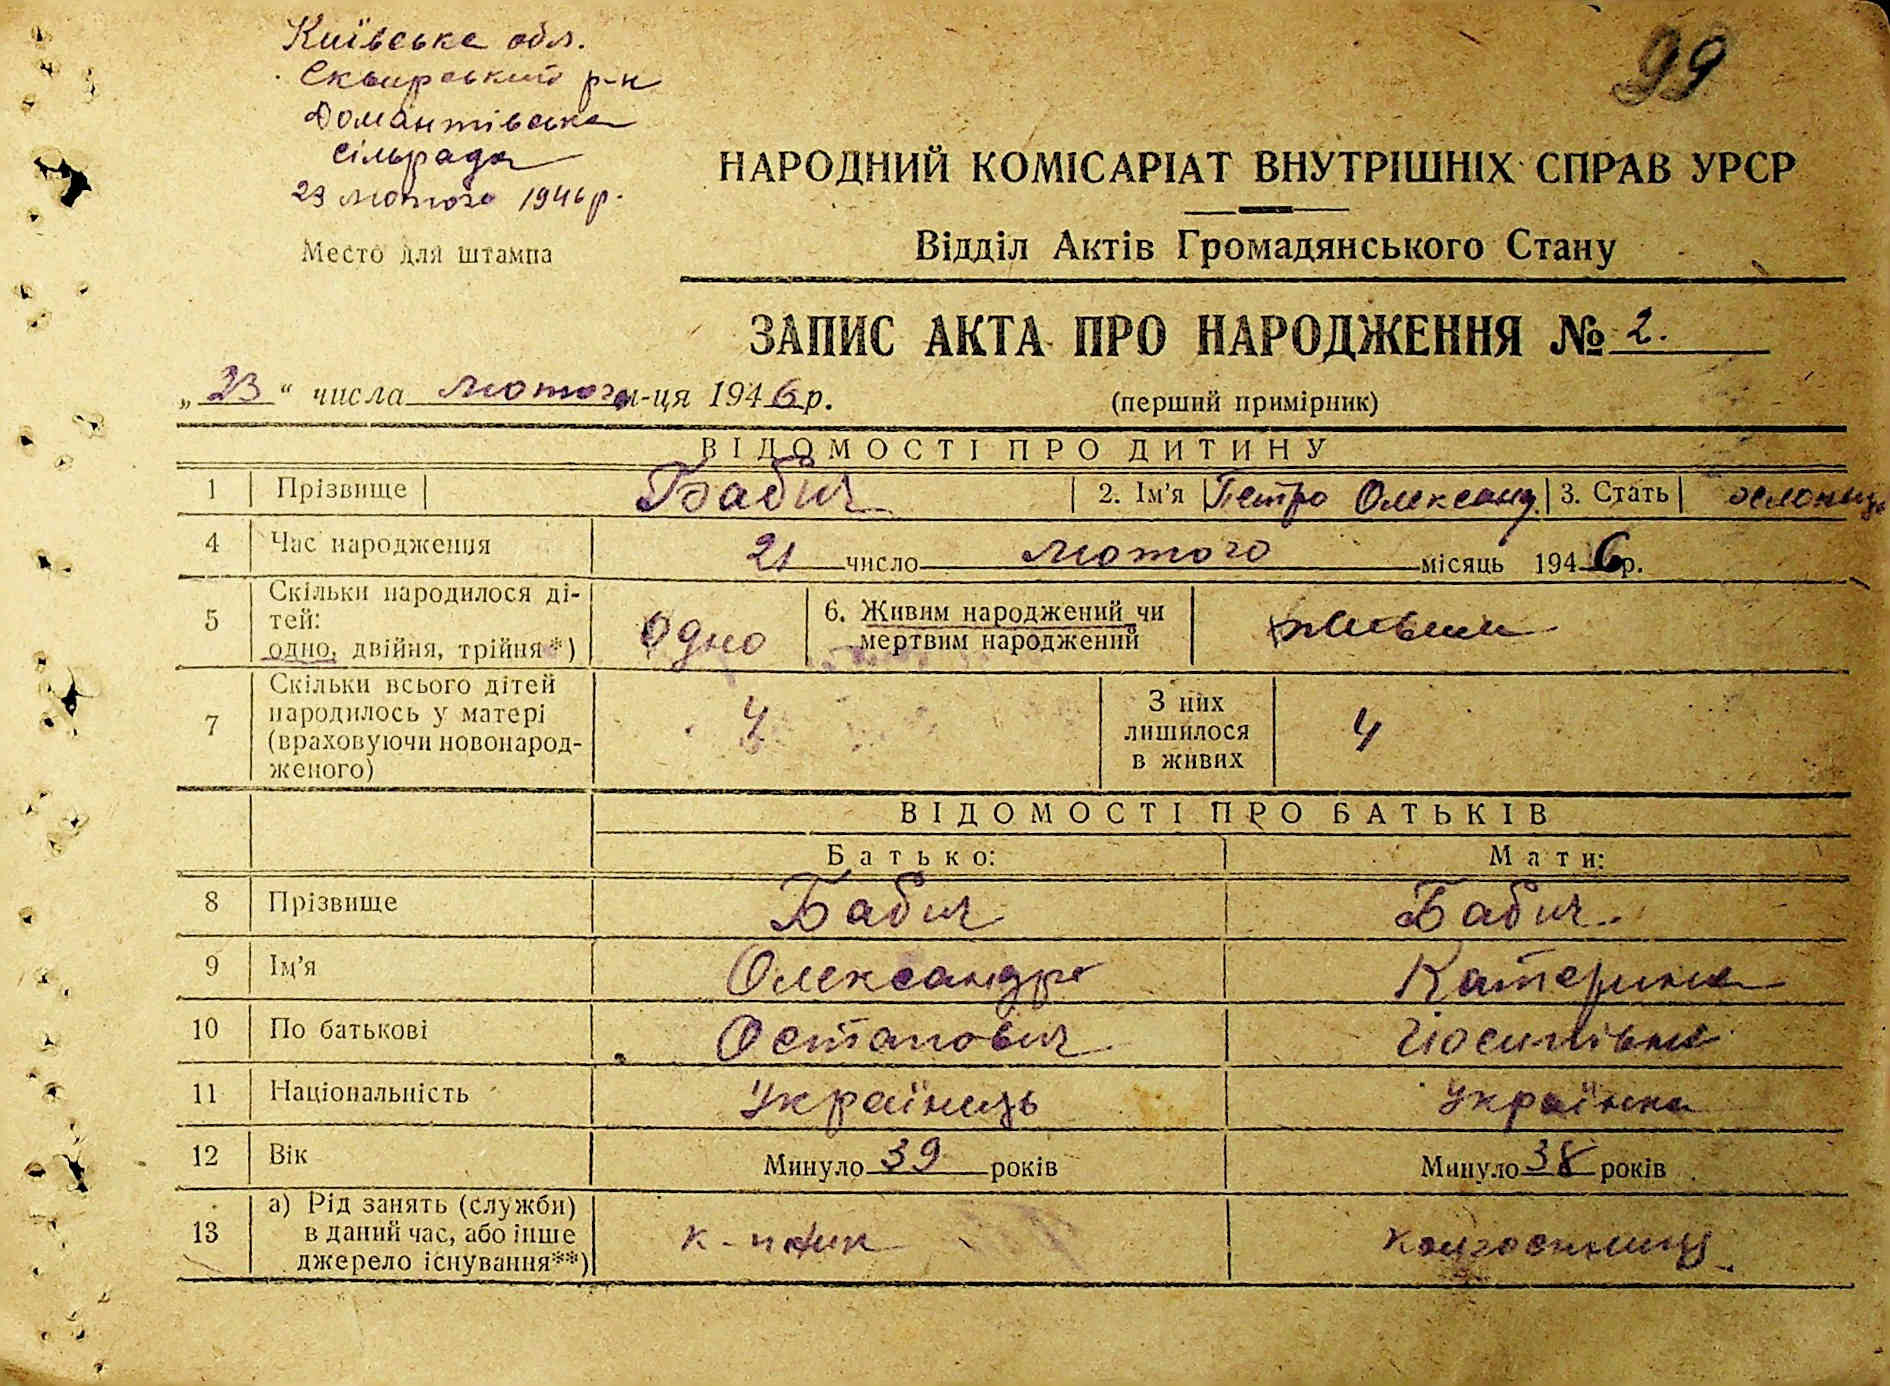 Київська обл.
Сквирський р-н
Домантівська
сільрада
23 лютого 1946 р.
Место для штампа
99
НАРОДНИЙ КОМІСАРІАТ ВНУТРІШНІХ СПРАВ УРСР
Відділ Актів Громадянського Стану
ЗАПИС АКТА ПРО НАРОДЖЕННЯ № 2.
„23“ числа лютого м-ця 1946 р.
(перший примірник)
ВІДОМОСТІ ПРО ДИТИНУ
1 Прізвище Бабич 2. Ім'я Петро Олександ. 3. Стать
4 Час народження 21 число лютого місяць 1946 р.
5 Скільки народилося ді-
тей:
одно, двійня, трійня*) Одно
6. Живим народжений чи
мертвим народжений
живим
7 Скільки всього дітей
народилось у матері
(враховуючи новонарод-
женого)
4
З них
лишилося
в живих
4
ВІДОМОСТІ ПРО БАТЬКІВ
Батько: Мати:
8 Прізвище Бабич Бабич.
9 Ім'я Олександр Катерина
10 По батькові Остапович Йосипівна
11 Національність Українець Українка
12 Вік Минуло 39 років Минуло 38 років
13 а) Рід занять (служби)
в даний час, або інше
джерело існування**)
колгоспниця